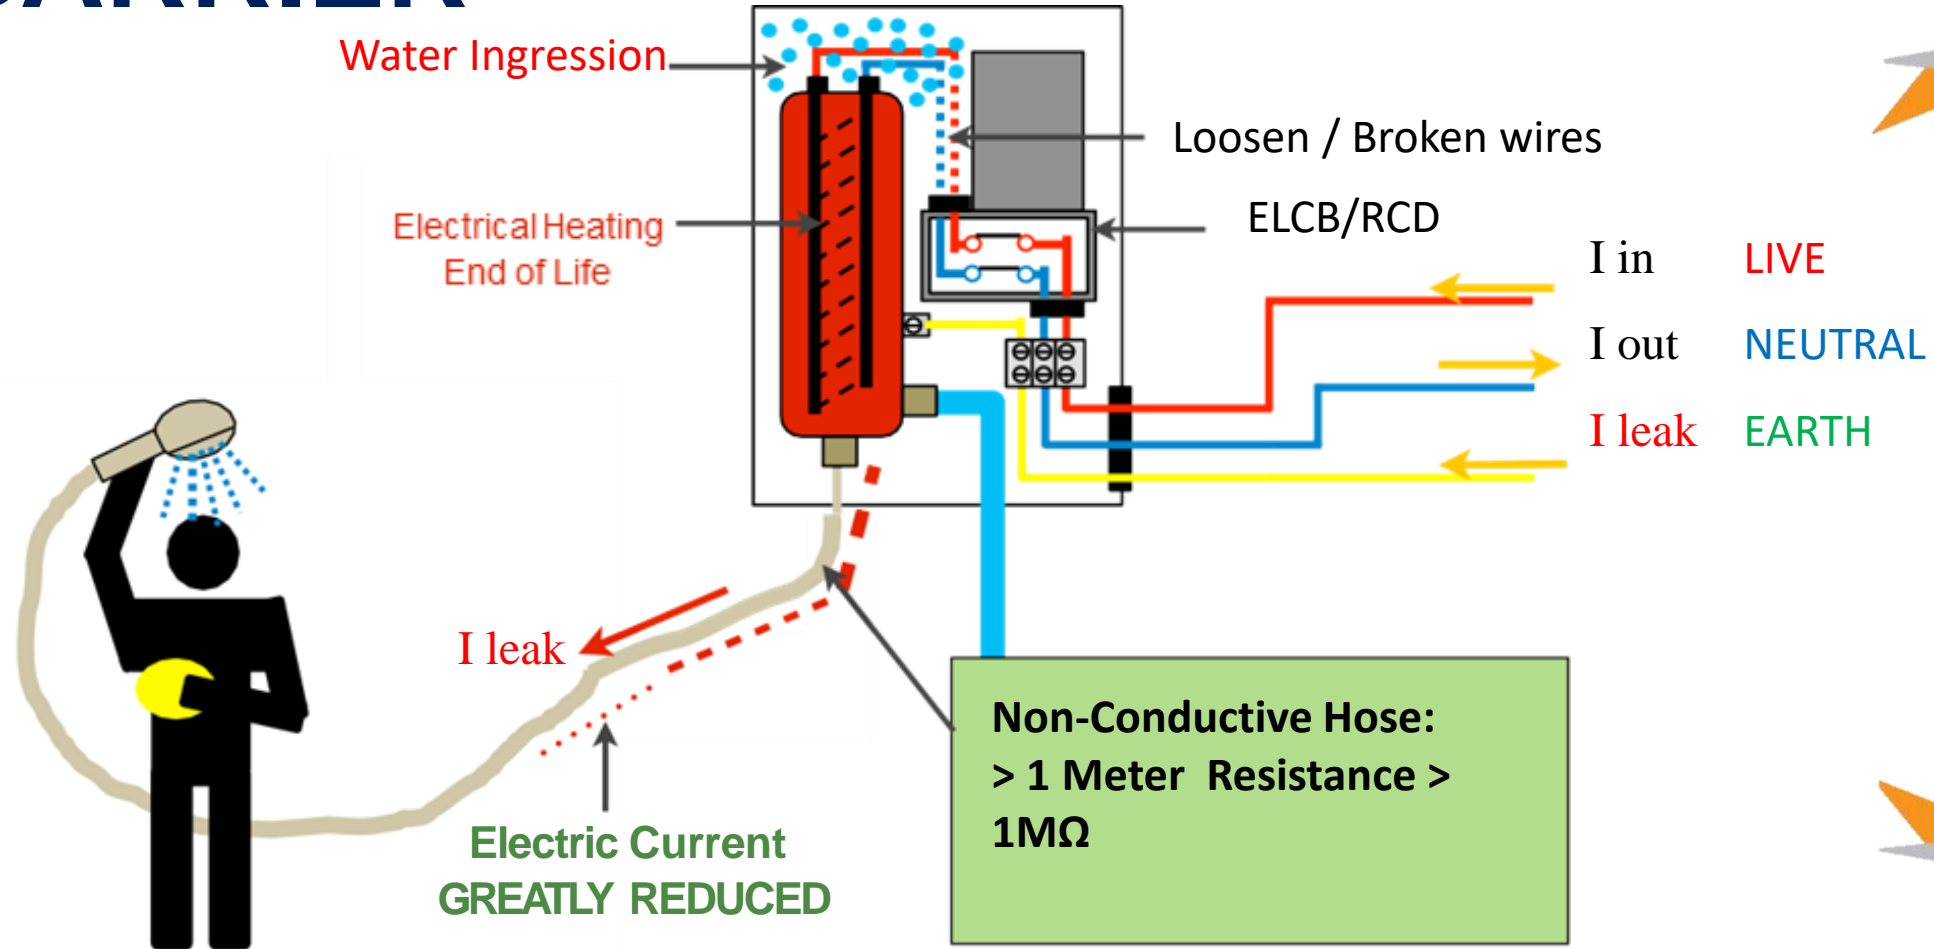 Water Ingression
Loosen / Broken wires
ELCB/RCD
Electrical Heating
End of Life
I in LIVE
I out NEUTRAL
I leak EARTH
I leak
Non-Conductive Hose:
> 1 Meter Resistance >
1MΩ
Electric Current
GREATLY REDUCED